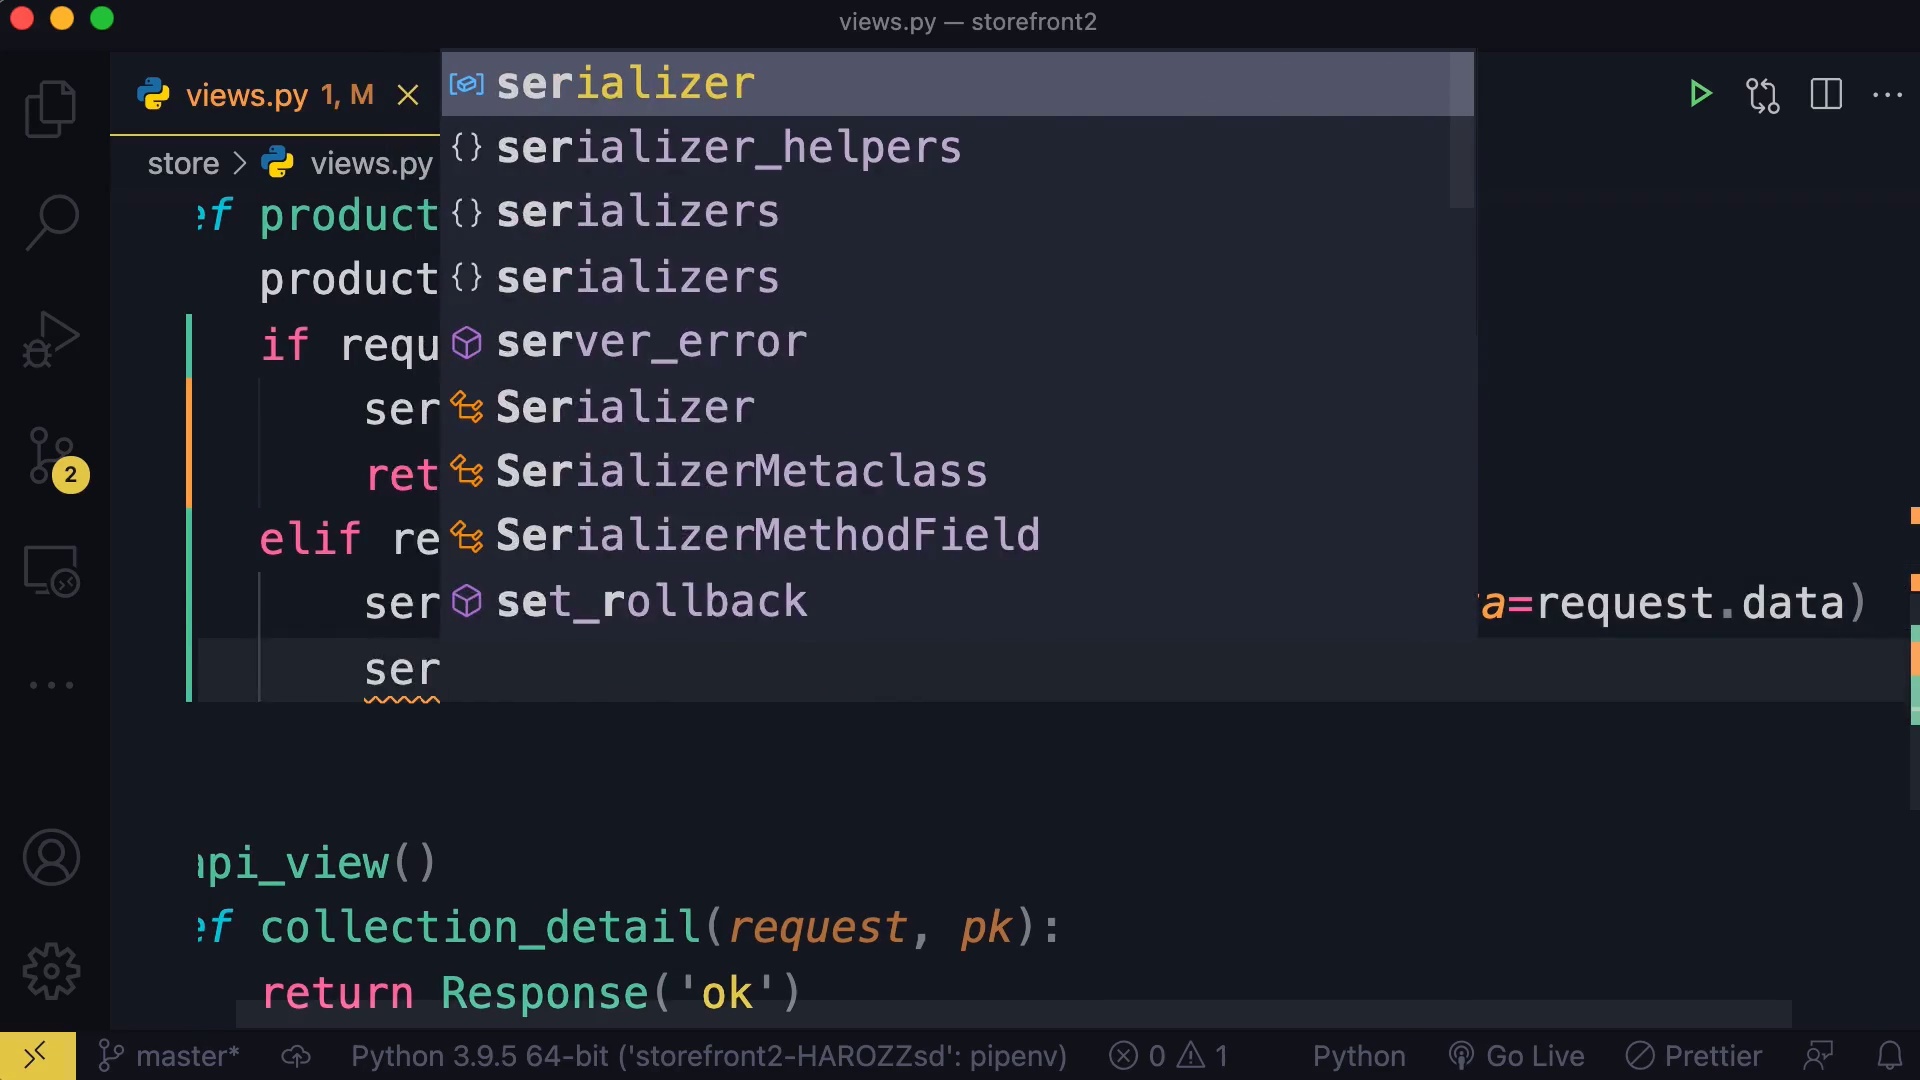 views.py — storefront2
views.py 1, M
store > views.py
ef product
product
if requ
ser
ret
elif re
ser
a=request.data)
ser
serializer
serializer_helpers
serializers
serializers
server_error
Serializer
SerializerMetaclass
SerializerMethodField
set_rollback
2
api_view()
ef collection_detail(request, pk):
return Response('ok')
master* Python 3.9.5 64-bit ('storefront2-HAROZZsd': pipenv) 0 1 Python Go Live Prettier